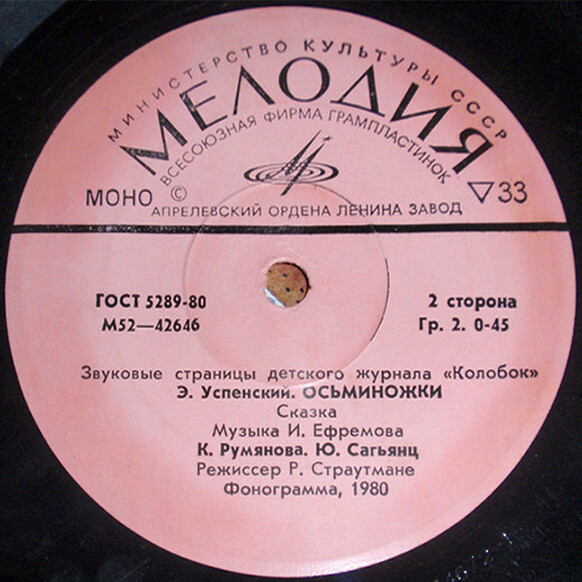 МИНИСТЕРСТВО КУЛЬТУРЫ СССР
МЕЛОДИЯ
ВСЕСОЮЗНАЯ ФИРМА ГРАМПЛАСТИНОК
МОНО © ▽ 33
АПРЕЛЕВСКИЙ ОРДЕНА ЛЕНИНА ЗАВОД
ГОСТ 5289-80 2 сторона
М52—42646 Гр. 2. 0-45
Звуковые страницы детского журнала «Колобок»
Э. Успенский. ОСЬМИНОЖКИ
Сказка
Музыка И. Ефремова
К. Румянова. Ю. Сагьянц
Режиссер Р. Страутмане
Фонограмма, 1980